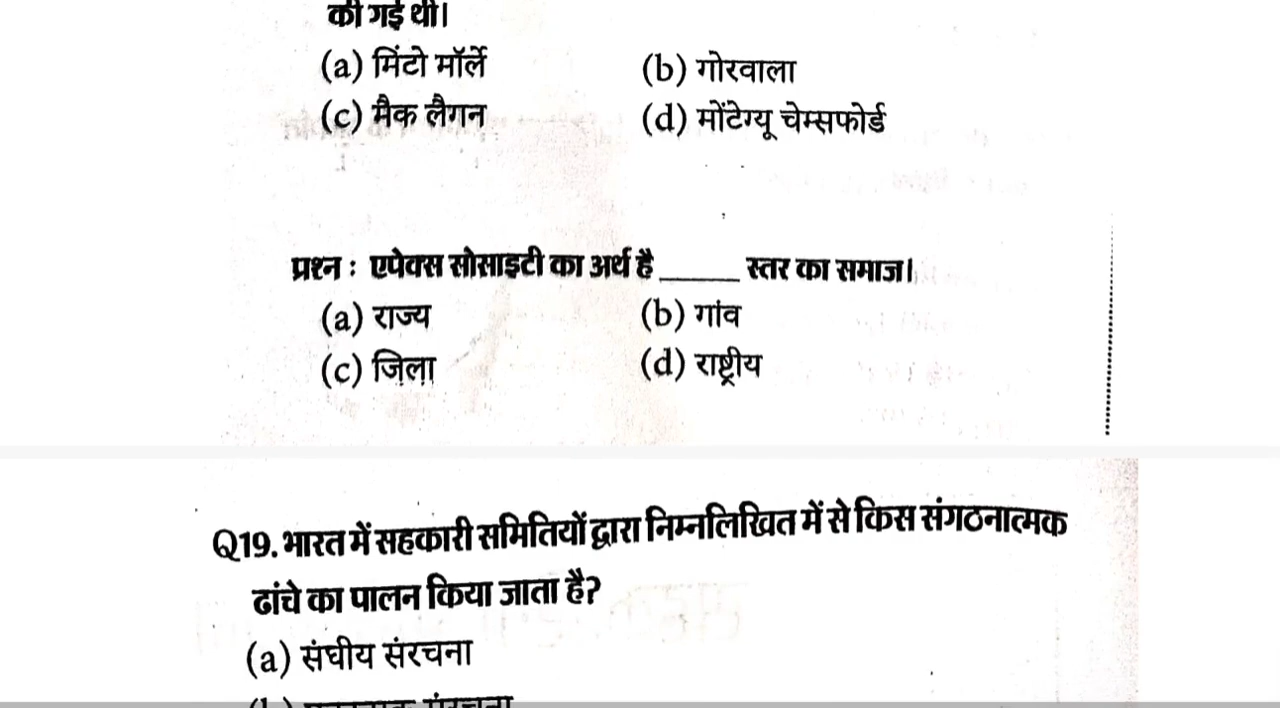 की गई थी।
(a) मिंटो मॉर्ले (b) गोरवाला
(c) मैक लैगन (d) मोंटेग्यू चेम्सफोर्ड
प्रश्न : एपेक्स सोसाइटी का अर्थ है ______ स्तर का समाज।
(a) राज्य (b) गांव
(c) जिला (d) राष्ट्रीय
Q19. भारत में सहकारी समितियों द्वारा निम्नलिखित में से किस संगठनात्मक
ढांचे का पालन किया जाता है?
(a) संघीय संरचना
संरचना